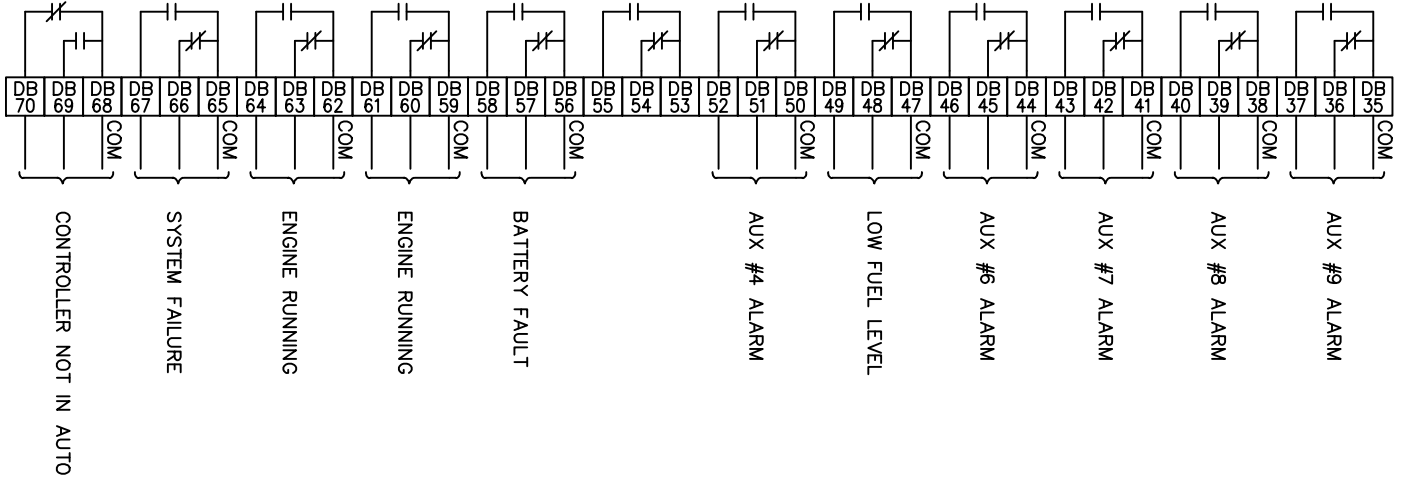 DB 70
DB 69
DB 68
DB 67
DB 66
DB 65
DB 64
DB 63
DB 62
DB 61
DB 60
DB 59
DB 58
DB 57
DB 56
DB 55
DB 54
DB 53
DB 52
DB 51
DB 50
DB 49
DB 48
DB 47
DB 46
DB 45
DB 44
DB 43
DB 42
DB 41
DB 40
DB 39
DB 38
DB 37
DB 36
DB 35
COM
COM
COM
COM
COM
COM
COM
COM
COM
COM
COM
CONTROLLER NOT IN AUTO
SYSTEM FAILURE
ENGINE RUNNING
ENGINE RUNNING
BATTERY FAULT
AUX #4 ALARM
LOW FUEL LEVEL
AUX #6 ALARM
AUX #7 ALARM
AUX #8 ALARM
AUX #9 ALARM